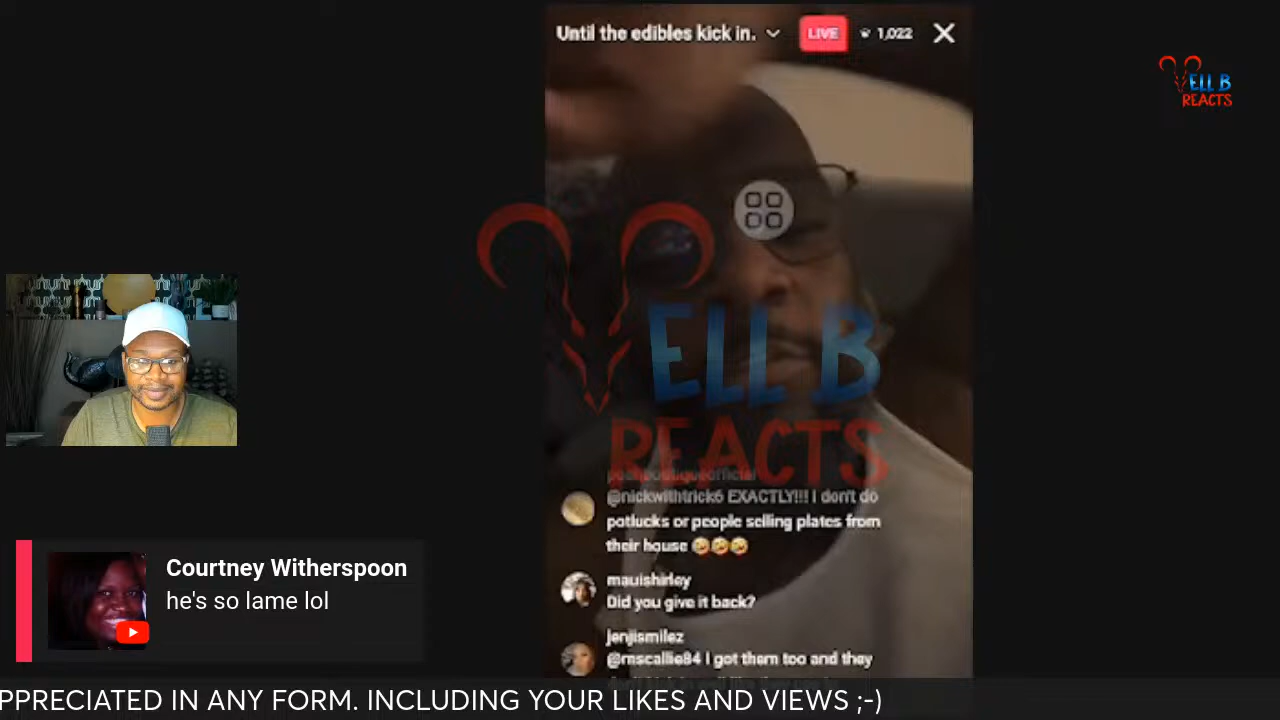 Until the edibles kick in.
LIVE
1,022
ELL B
REACTS
ELL B
REACTS
@nickwithtrick6 EXACTLY!!! I don't do
potlucks or people selling plates from
their house 🤣🤣🤣
mauishirley
Did you give it back?
jenjismilez
@mscallie84 I got them too and they
Courtney Witherspoon
he's so lame lol
PPRECIATED IN ANY FORM. INCLUDING YOUR LIKES AND VIEWS ;-)